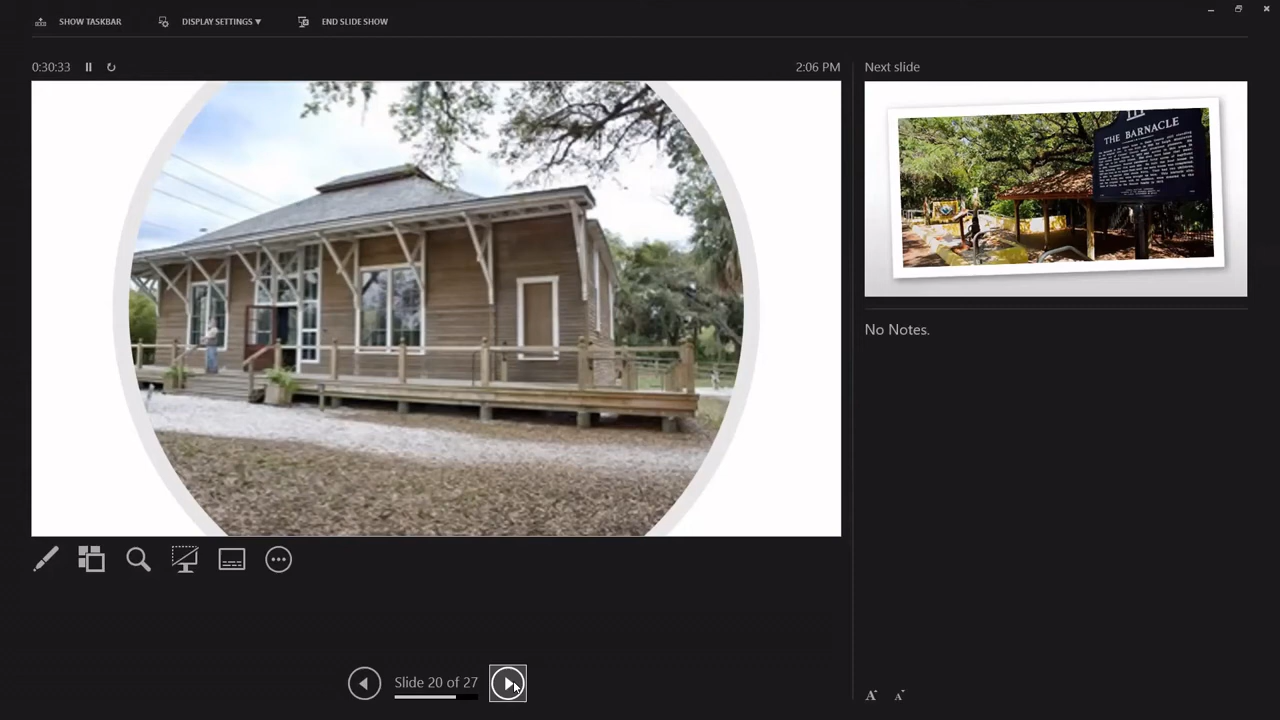 SHOW TASKBAR
DISPLAY SETTINGS ▼
END SLIDE SHOW
0:30:33
2:06 PM
Next slide
THE BARNACLE
No Notes.
Slide 20 of 27
A A